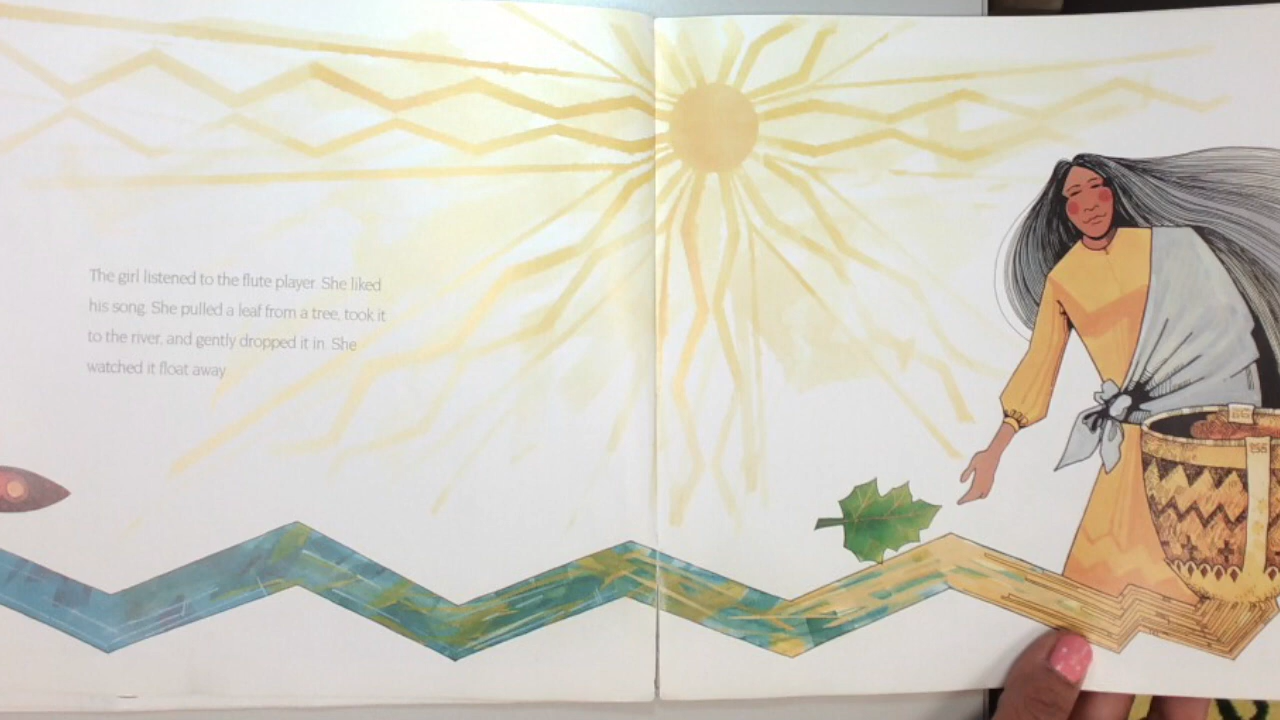 The girl listened to the flute player. She liked
his song. She pulled a leaf from a tree, took it
to the river, and gently dropped it in. She
watched it float away.